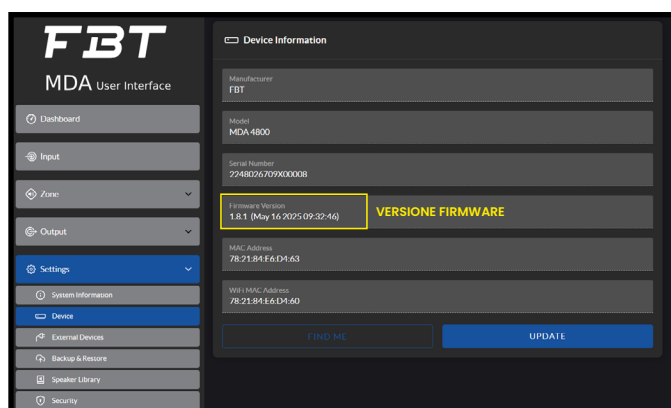 FBT
MDA User Interface
Dashboard
Input
Zone
Output
Settings
System Information
Device
External Devices
Backup & Restore
Speaker Library
Security
Device Information
Manufacturer
FBT
Model
MDA 4800
Serial Number
2248026709X00008
Firmware Version
1.8.1 (May 16 2025 09:32:46)
VERSIONE FIRMWARE
MAC Address
78:21:84:E6:D4:63
WiFi MAC Address
78:21:84:E6:D4:60
FIND ME
UPDATE